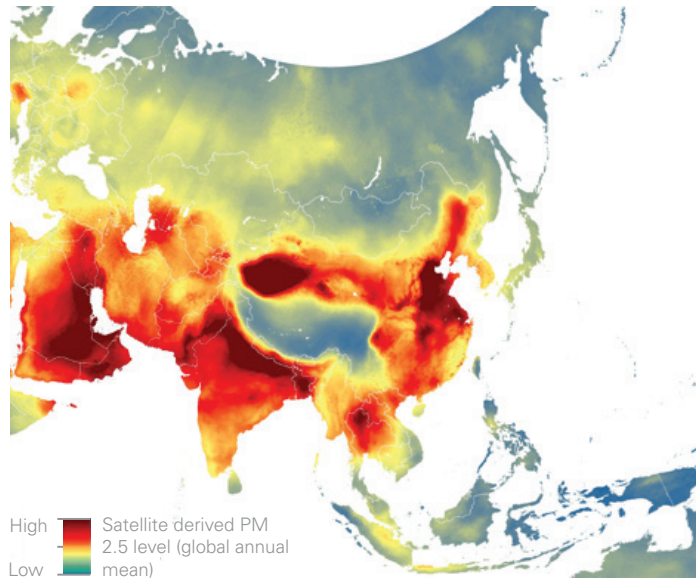 High
Low
Satellite derived PM
2.5 level (global annual
mean)